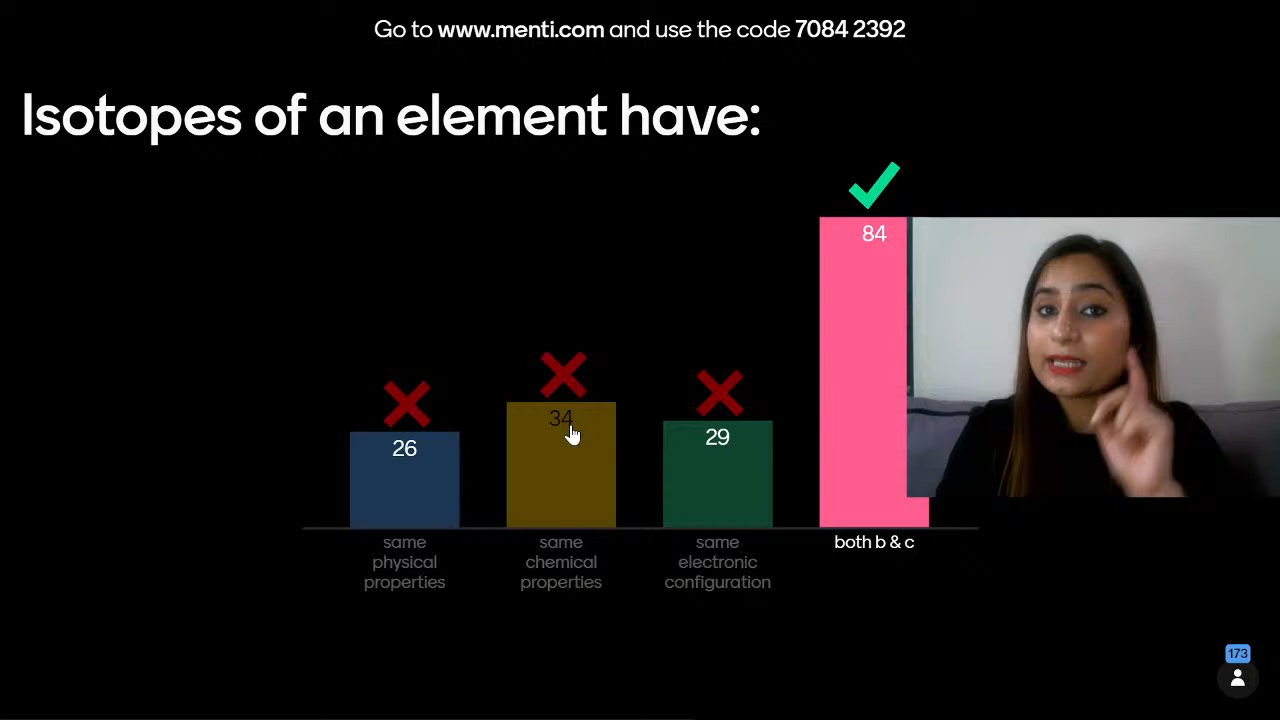 Go to www.menti.com and use the code 7084 2392
Isotopes of an element have:
84
34
26
29
same physical properties
same chemical properties
same electronic configuration
both b & c
173